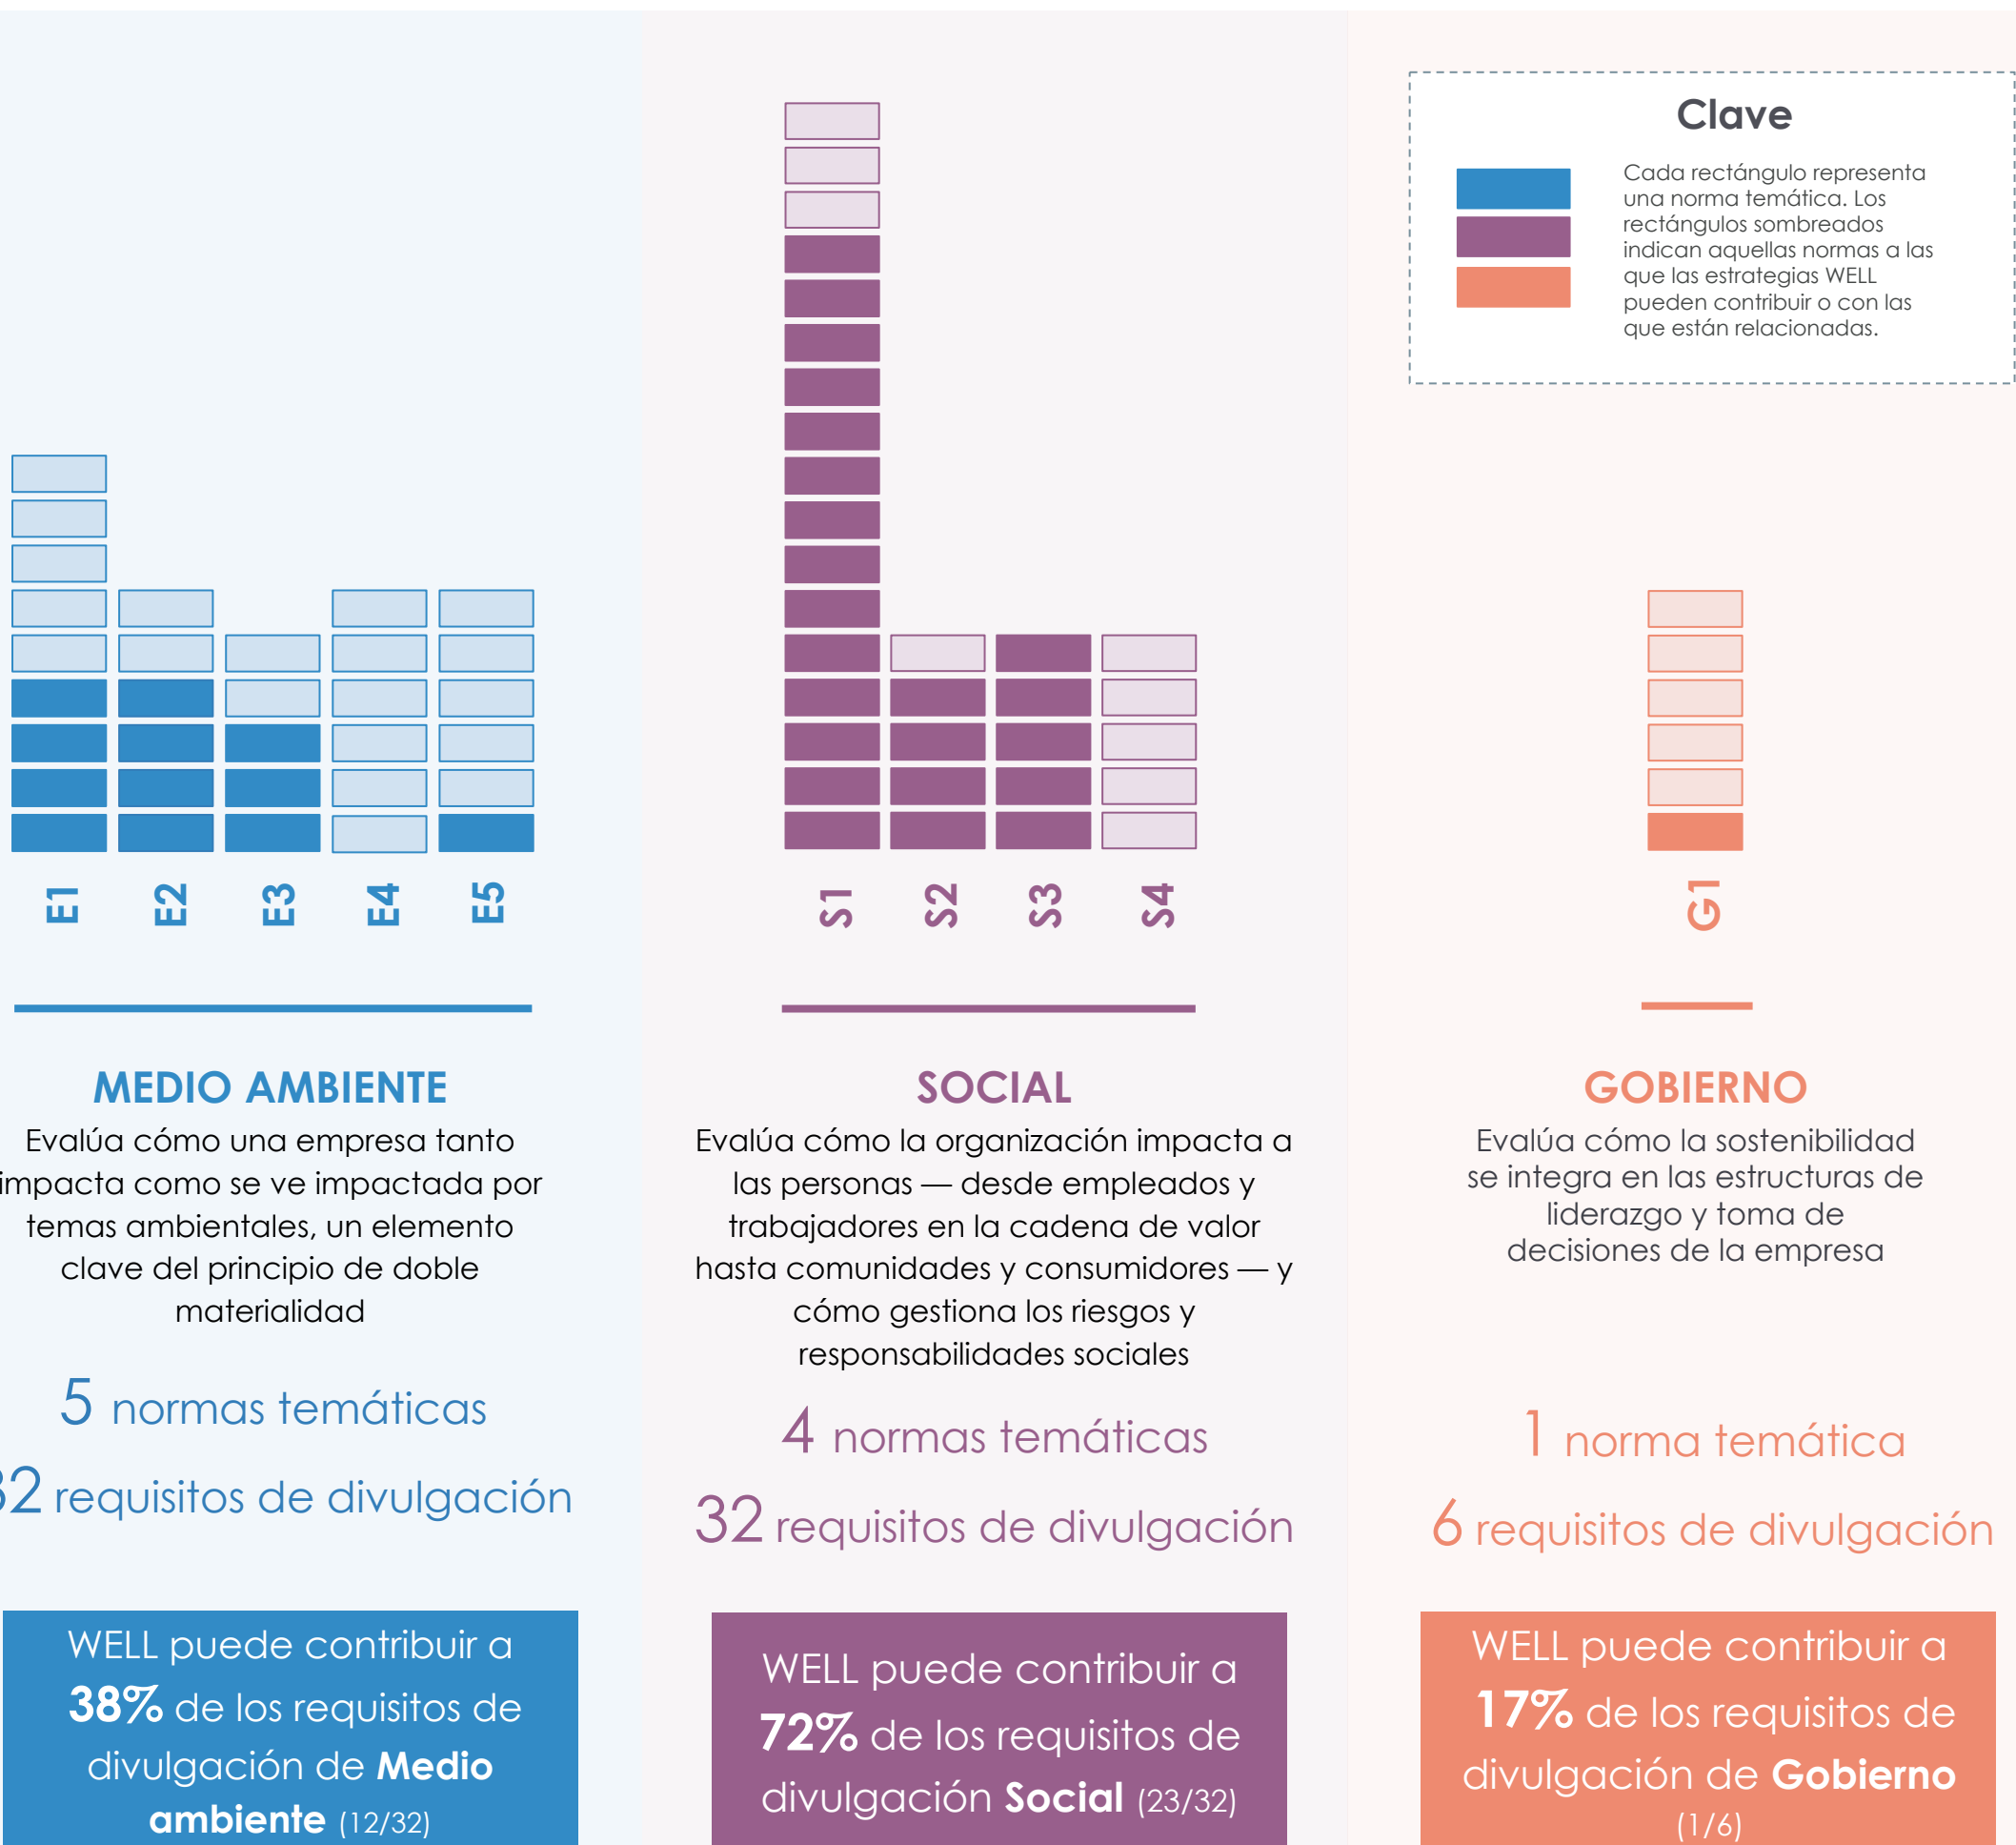 Clave
Cada rectángulo representa
una norma temática. Los
rectángulos sombreados
indican aquellas normas a las
que las estrategias WELL
pueden contribuir o con las
que están relacionadas.
E1
E2
E3
E4
E5
S1
S2
S3
S4
G1
MEDIO AMBIENTE
Evalúa cómo una empresa tanto
impacta como se ve impactada por
temas ambientales, un elemento
clave del principio de doble
materialidad
5 normas temáticas
32 requisitos de divulgación
WELL puede contribuir a
38% de los requisitos de
divulgación de Medio
ambiente (12/32)
SOCIAL
Evalúa cómo la organización impacta a
las personas — desde empleados y
trabajadores en la cadena de valor
hasta comunidades y consumidores — y
cómo gestiona los riesgos y
responsabilidades sociales
4 normas temáticas
32 requisitos de divulgación
WELL puede contribuir a
72% de los requisitos de
divulgación Social (23/32)
GOBIERNO
Evalúa cómo la sostenibilidad
se integra en las estructuras de
liderazgo y toma de
decisiones de la empresa
1 norma temática
6 requisitos de divulgación
WELL puede contribuir a
17% de los requisitos de
divulgación de Gobierno
(1/6)